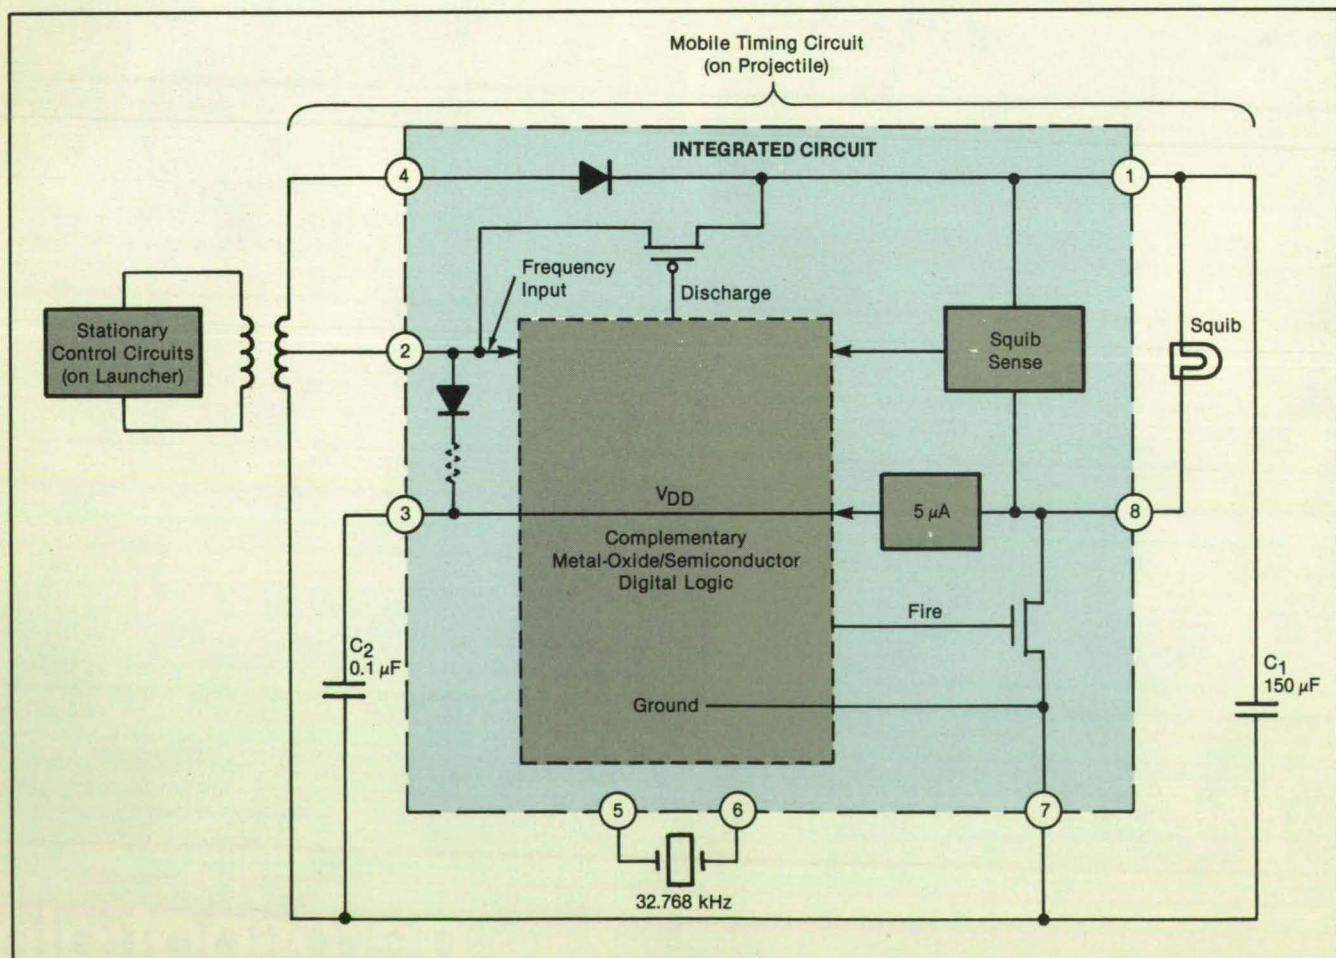 Mobile Timing Circuit
(on Projectile)
INTEGRATED CIRCUIT
4
1
Frequency
Input
Discharge
Stationary
Control Circuits
(on Launcher)
2
Squib
Sense
Squib
3
VDD
5 μA
8
Complementary
Metal-Oxide/Semiconductor
Digital Logic
Fire
C2
0.1 μF
C1
150 μF
Ground
5
6
7
32.768 kHz